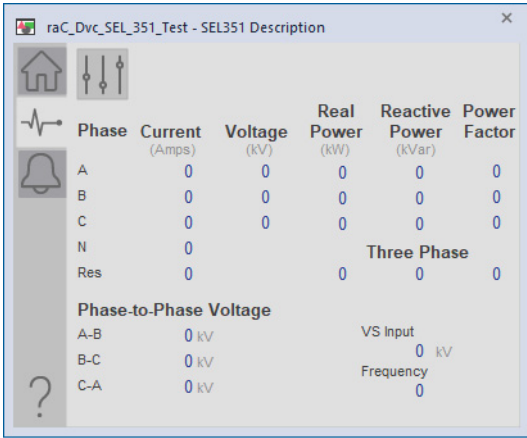 raC_Dvc_SEL_351_Test - SEL351 Description
Real Reactive Power
Phase Current Voltage Power Power Factor
(Amps) (kV) (kW) (kVar)
A 0 0 0 0 0
B 0 0 0 0 0
C 0 0 0 0 0
N 0 Three Phase
Res 0 0 0 0
Phase-to-Phase Voltage
A-B 0 kV VS Input
B-C 0 kV 0 kV
Frequency
C-A 0 kV 0
?